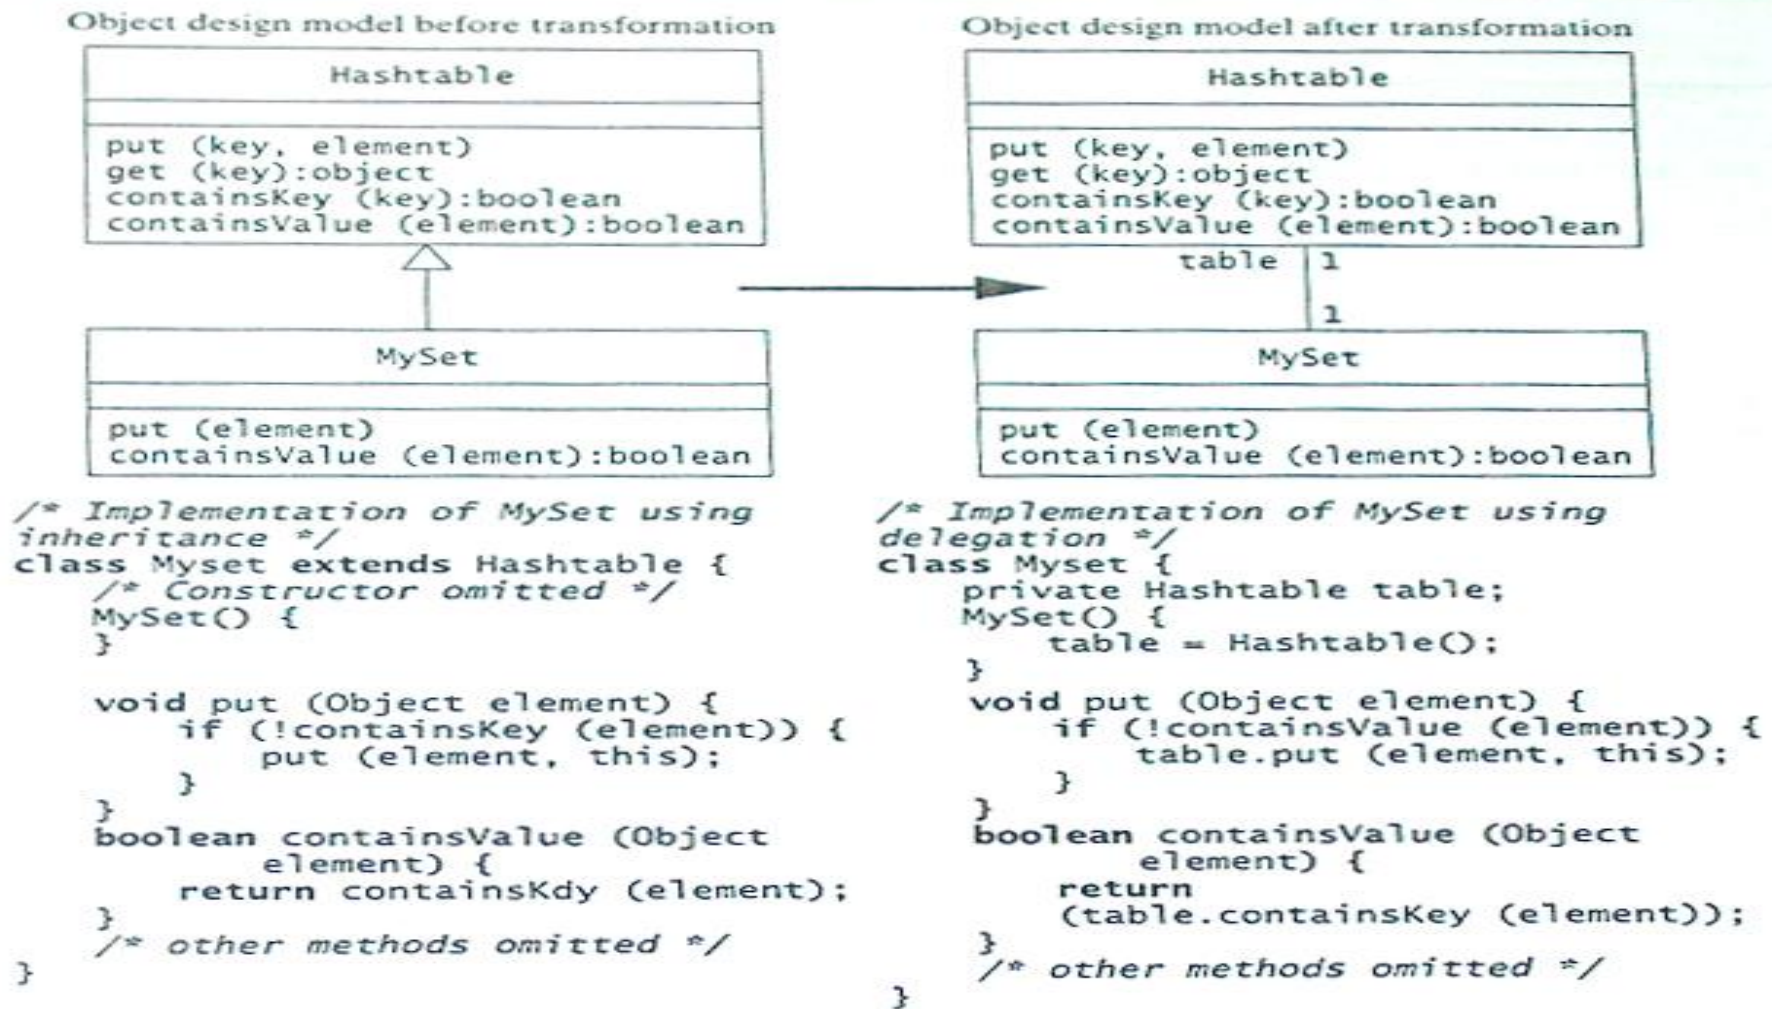 Object design model before transformation
Hashtable
put (key, element)
get (key):object
containsKey (key):boolean
containsValue (element):boolean
MySet
put (element)
containsValue (element):boolean
/* Implementation of MySet using
inheritance */
class Myset extends Hashtable {
/* Constructor omitted */
MySet() {
}
void put (Object element) {
if (!containsKey (element)) {
put (element, this);
}
}
boolean containsValue (Object
element) {
return containsKdy (element);
}
/* other methods omitted */
}
Object design model after transformation
Hashtable
put (key, element)
get (key):object
containsKey (key):boolean
containsValue (element):boolean
table 1
1
MySet
put (element)
containsValue (element):boolean
/* Implementation of MySet using
delegation */
class Myset {
private Hashtable table;
MySet() {
table = Hashtable();
}
void put (Object element) {
if (!containsValue (element)) {
table.put (element, this);
}
}
boolean containsValue (Object
element) {
return
(table.containsKey (element));
}
/* other methods omitted */
}